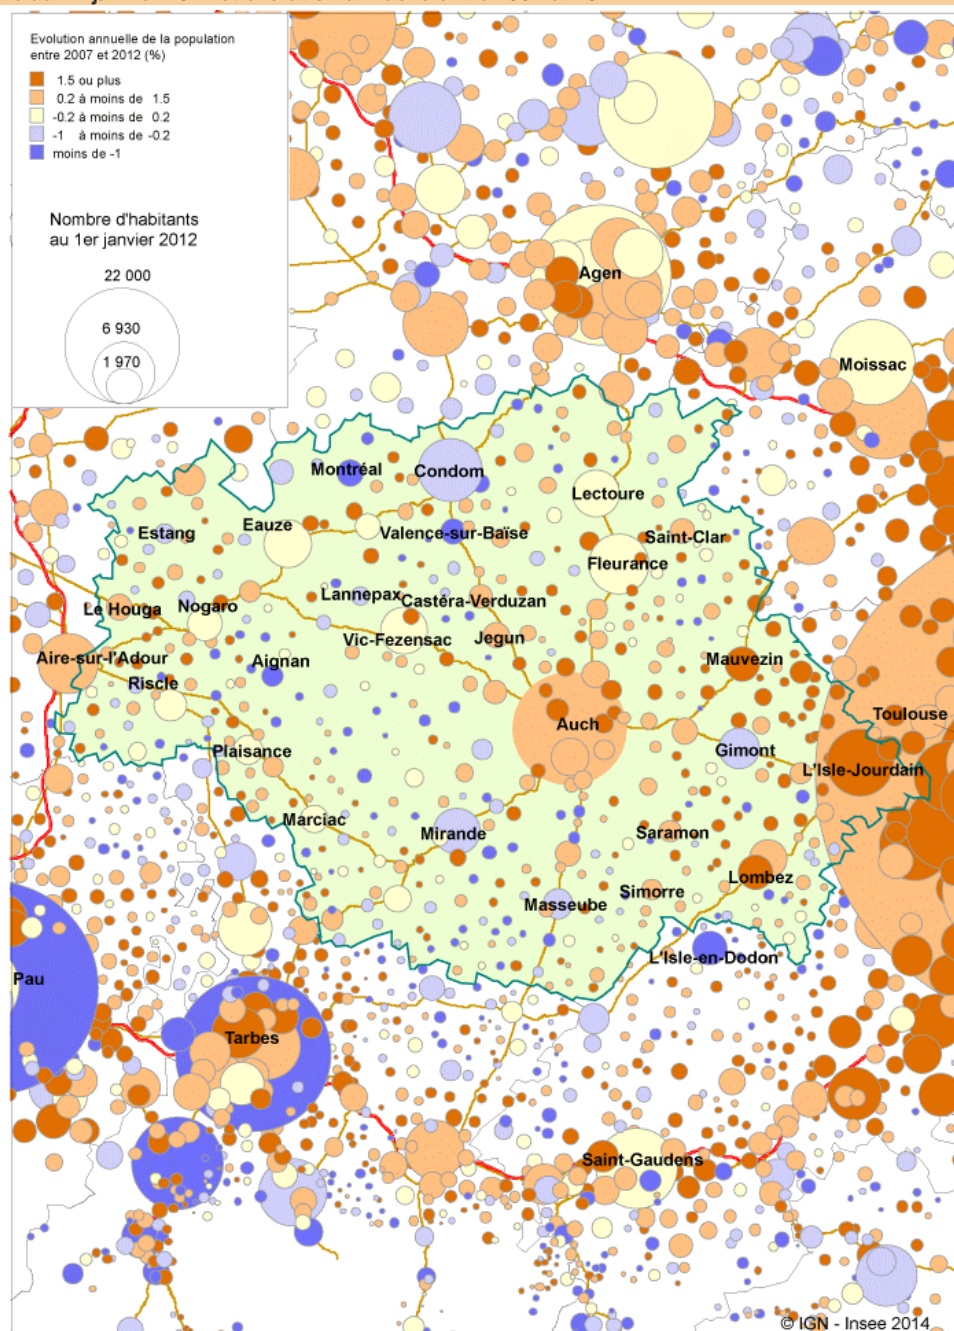 Evolution annuelle de la population
entre 2007 et 2012 (%)
1.5 ou plus
0.2 à moins de 1.5
-0.2 à moins de 0.2
-1 à moins de -0.2
moins de -1
Nombre d'habitants
au 1er janvier 2012
22 000
6 930
1 970
Agen
Moissac
Montréal
Condom
Lectoure
Estang
Eauze
Valence-sur-Baïse
Saint-Clar
Fleurance
Lannepax
Castéra-Verduzan
Le Houga
Nogaro
Vic-Fezensac
Jegun
Aire-sur-l'Adour
Aignan
Mauvezin
Riscle
Toulouse
Auch
Plaisance
Gimont
L'Isle-Jourdain
Marciac
Mirande
Saramon
Lombez
Simorre
Masseube
L'Isle-en-Dodon
Pau
Tarbes
Saint-Gaudens
© IGN - Insee 2014